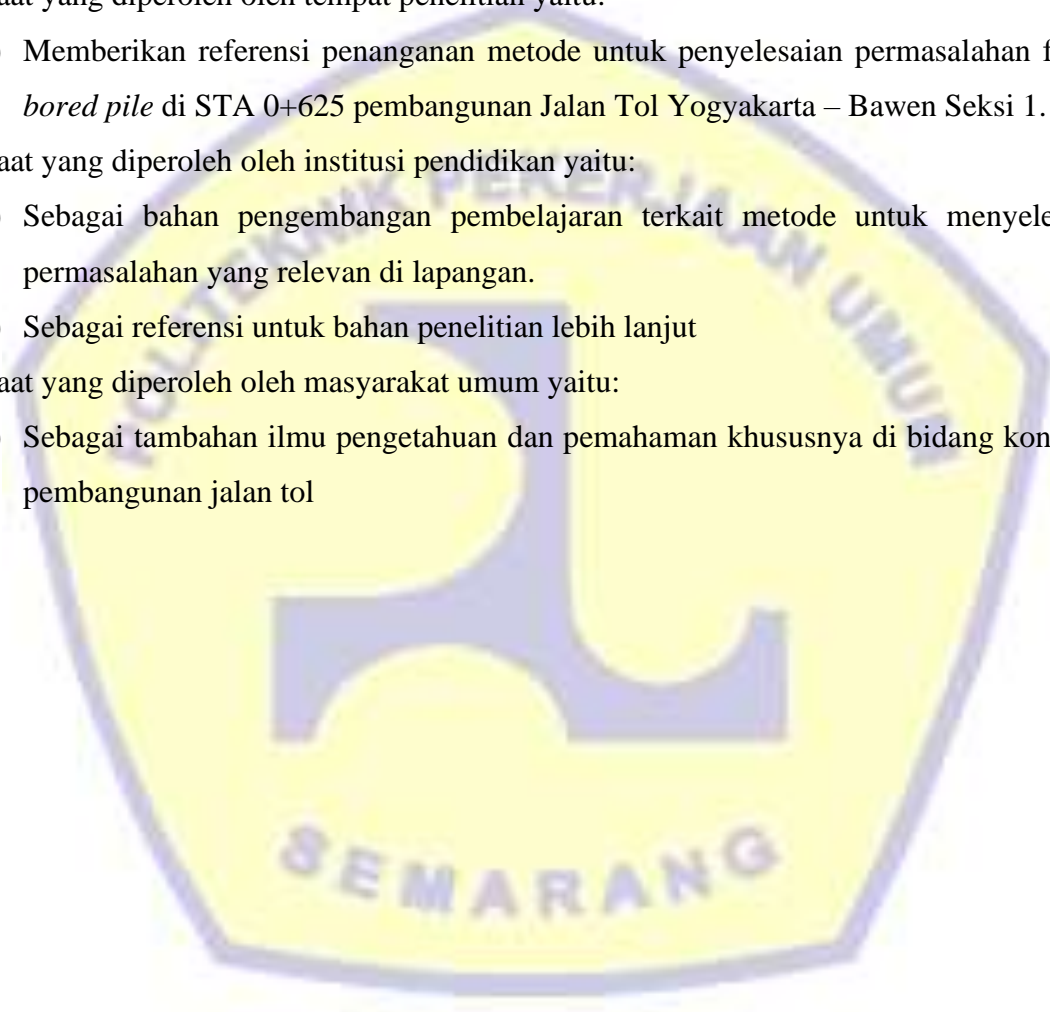 aat yang diperoleh oleh tempat penelitian yaitu:
Memberikan referensi penanganan metode untuk penyelesaian permasalahan f
bored pile di STA 0+625 pembangunan Jalan Tol Yogyakarta – Bawen Seksi 1.
aat yang diperoleh oleh institusi pendidikan yaitu:
Sebagai bahan pengembangan pembelajaran terkait metode untuk menyele
permasalahan yang relevan di lapangan.
Sebagai referensi untuk bahan penelitian lebih lanjut
aat yang diperoleh oleh masyarakat umum yaitu:
Sebagai tambahan ilmu pengetahuan dan pemahaman khususnya di bidang kon
pembangunan jalan tol
POLITEKNIK PEKERJAAN UMUM
SEMARANG